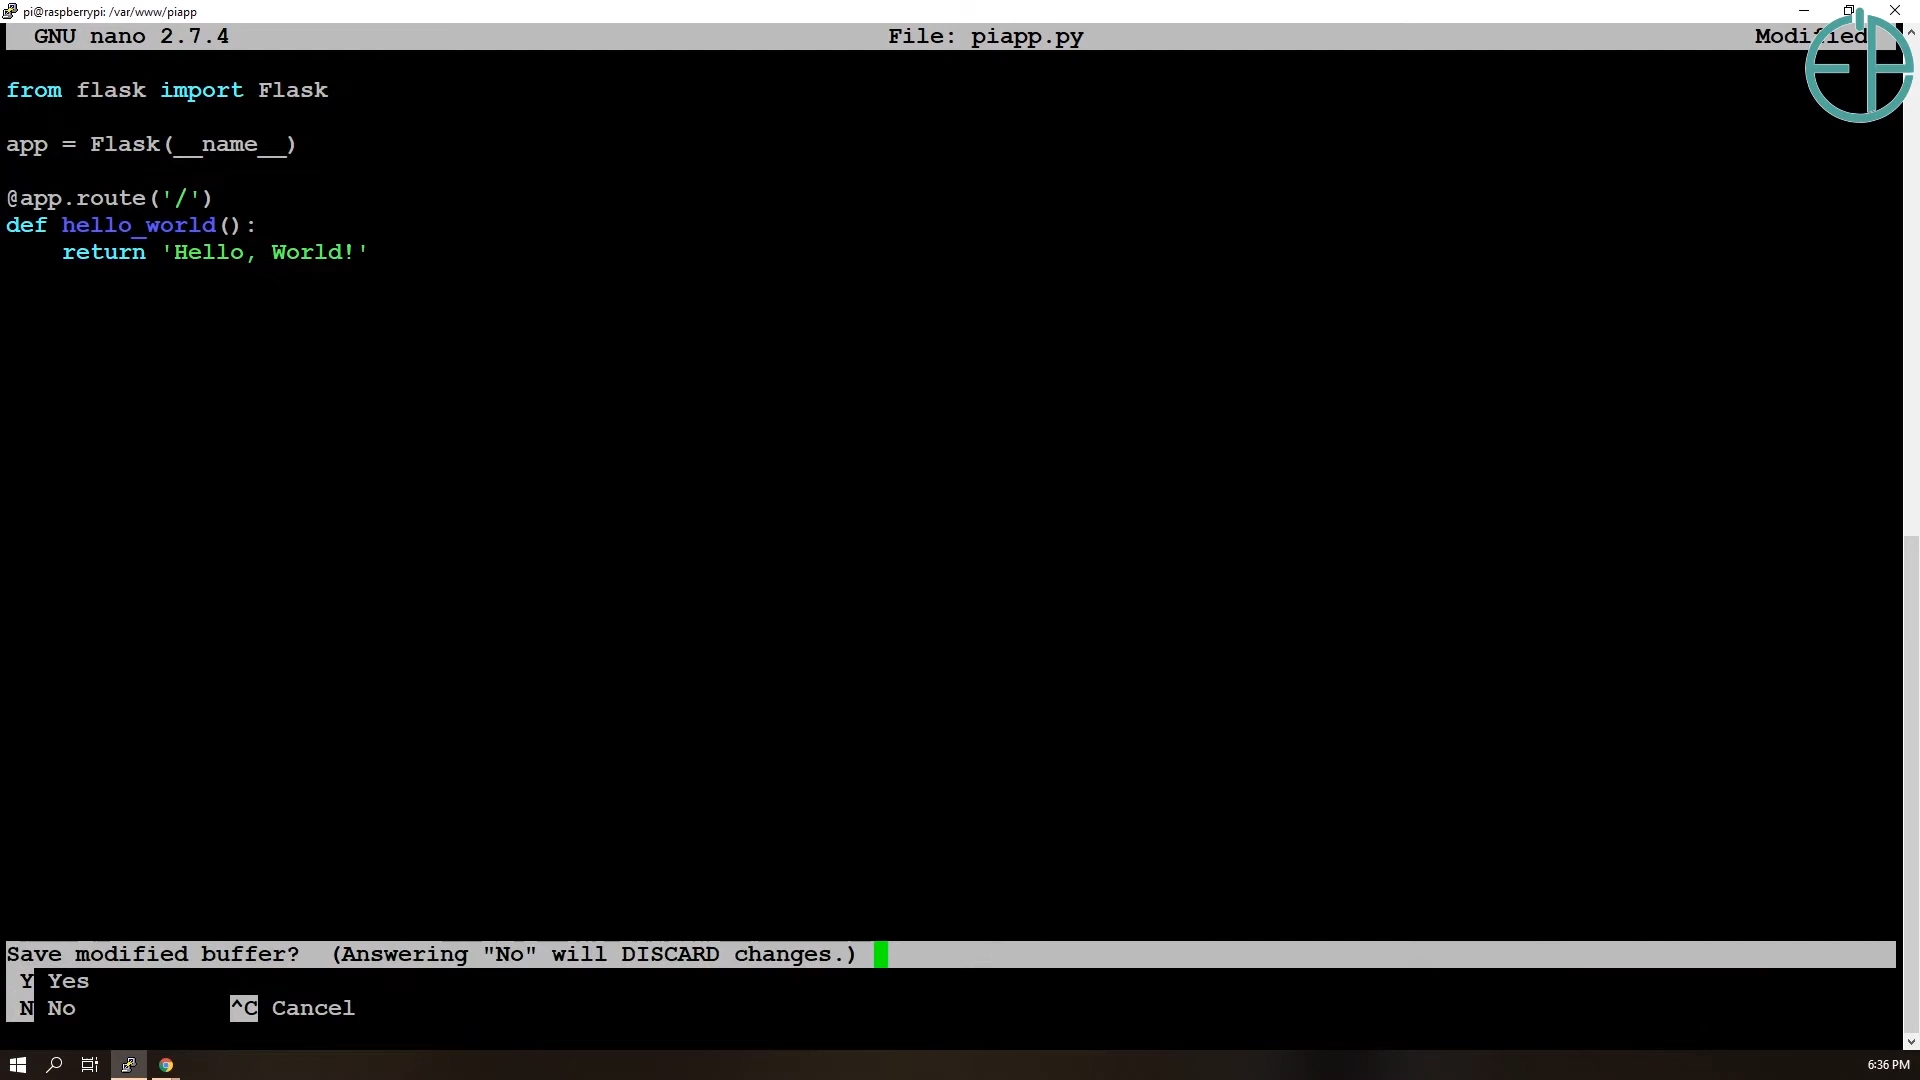 pi@raspberrypi: /var/www/piapp
GNU nano 2.7.4 File: piapp.py Modified
from flask import Flask
app = Flask(__name__)
@app.route('/')
def hello_world():
    return 'Hello, World!'
Save modified buffer?  (Answering "No" will DISCARD changes.)
Y Yes
N No ^C Cancel
6:36 PM